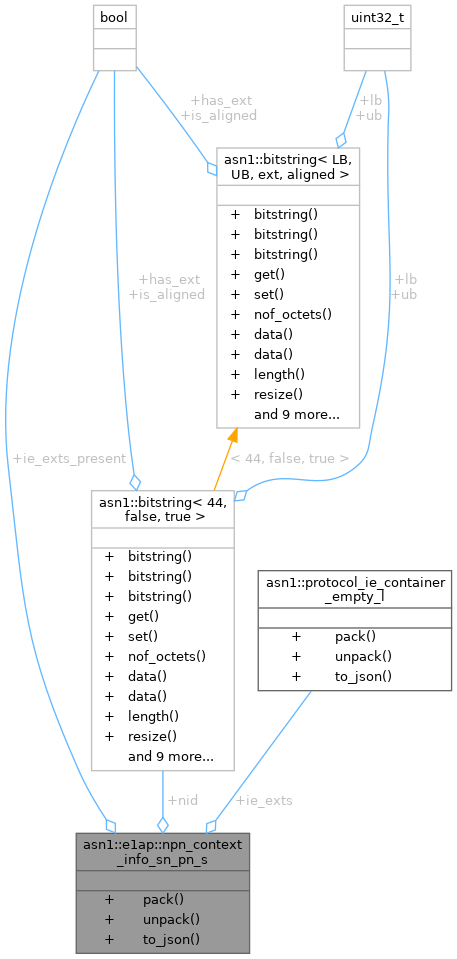 bool
uint32_t
+has_ext
+is_aligned
+lb
+ub
asn1::bitstring< LB,
UB, ext, aligned >
+ bitstring()
+ bitstring()
+ bitstring()
+ get()
+ set()
+ nof_octets()
+ data()
+ data()
+ length()
+ resize()
and 9 more...
+has_ext
+is_aligned
+lb
+ub
+ie_exts_present
< 44, false, true >
asn1::bitstring< 44,
false, true >
+ bitstring()
+ bitstring()
+ bitstring()
+ get()
+ set()
+ nof_octets()
+ data()
+ data()
+ length()
+ resize()
and 9 more...
asn1::protocol_ie_container
_empty_l
+ pack()
+ unpack()
+ to_json()
+nid
+ie_exts
asn1::e1ap::npn_context
_info_sn_pn_s
+ pack()
+ unpack()
+ to_json()